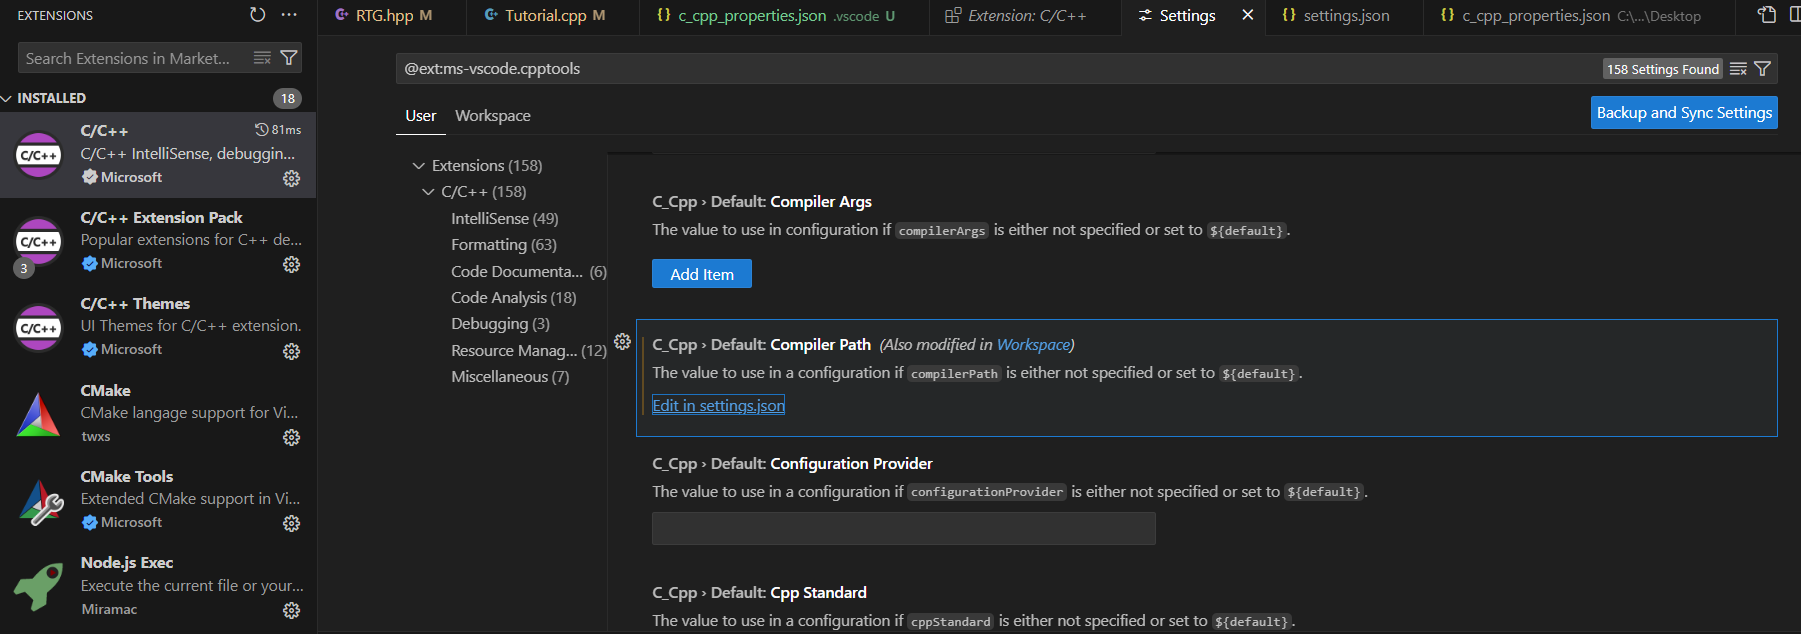 EXTENSIONS
RTG.hpp M
Tutorial.cpp M
{} c_cpp_properties.json .vscode U
Extension: C/C++
Settings
{} settings.json
{} c_cpp_properties.json C:\...\Desktop
Search Extensions in Market...
INSTALLED 18
C/C++ 81ms
C/C++ IntelliSense, debuggin...
Microsoft
C/C++
C/C++ Extension Pack
Popular extensions for C++ de...
Microsoft
C/C++
3
C/C++ Themes
UI Themes for C/C++ extension.
Microsoft
C/C++
CMake
CMake langage support for Vi...
twxs
CMake Tools
Extended CMake support in Vi...
Microsoft
Node.js Exec
Execute the current file or your...
Miramac
@ext:ms-vscode.cpptools
158 Settings Found
User
Workspace
Backup and Sync Settings
Extensions (158)
C/C++ (158)
IntelliSense (49)
Formatting (63)
Code Documenta... (6)
Code Analysis (18)
Debugging (3)
Resource Manag... (12)
Miscellaneous (7)
C_Cpp › Default: Compiler Args
The value to use in configuration if compilerArgs is either not specified or set to ${default}.
Add Item
C_Cpp › Default: Compiler Path (Also modified in Workspace)
The value to use in a configuration if compilerPath is either not specified or set to ${default}.
Edit in settings.json
C_Cpp › Default: Configuration Provider
The value to use in a configuration if configurationProvider is either not specified or set to ${default}.
C_Cpp › Default: Cpp Standard
The value to use in a configuration if cppStandard is either not specified or set to ${default}.